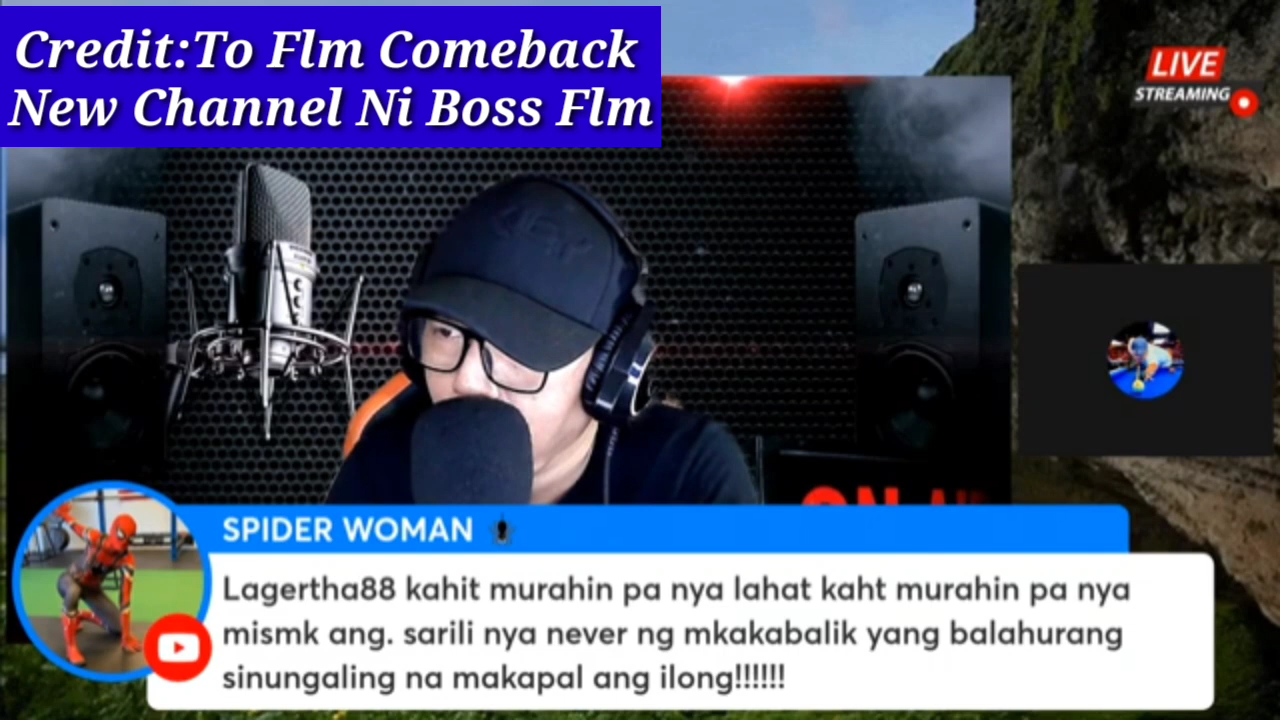 Credit:To Flm Comeback
New Channel Ni Boss Flm
LIVE
STREAMING
SPIDER WOMAN
Lagertha88 kahit murahin pa nya lahat kaht murahin pa nya
mismk ang. sarili nya never ng mkakabalik yang balahurang
sinungaling na makapal ang ilong!!!!!!